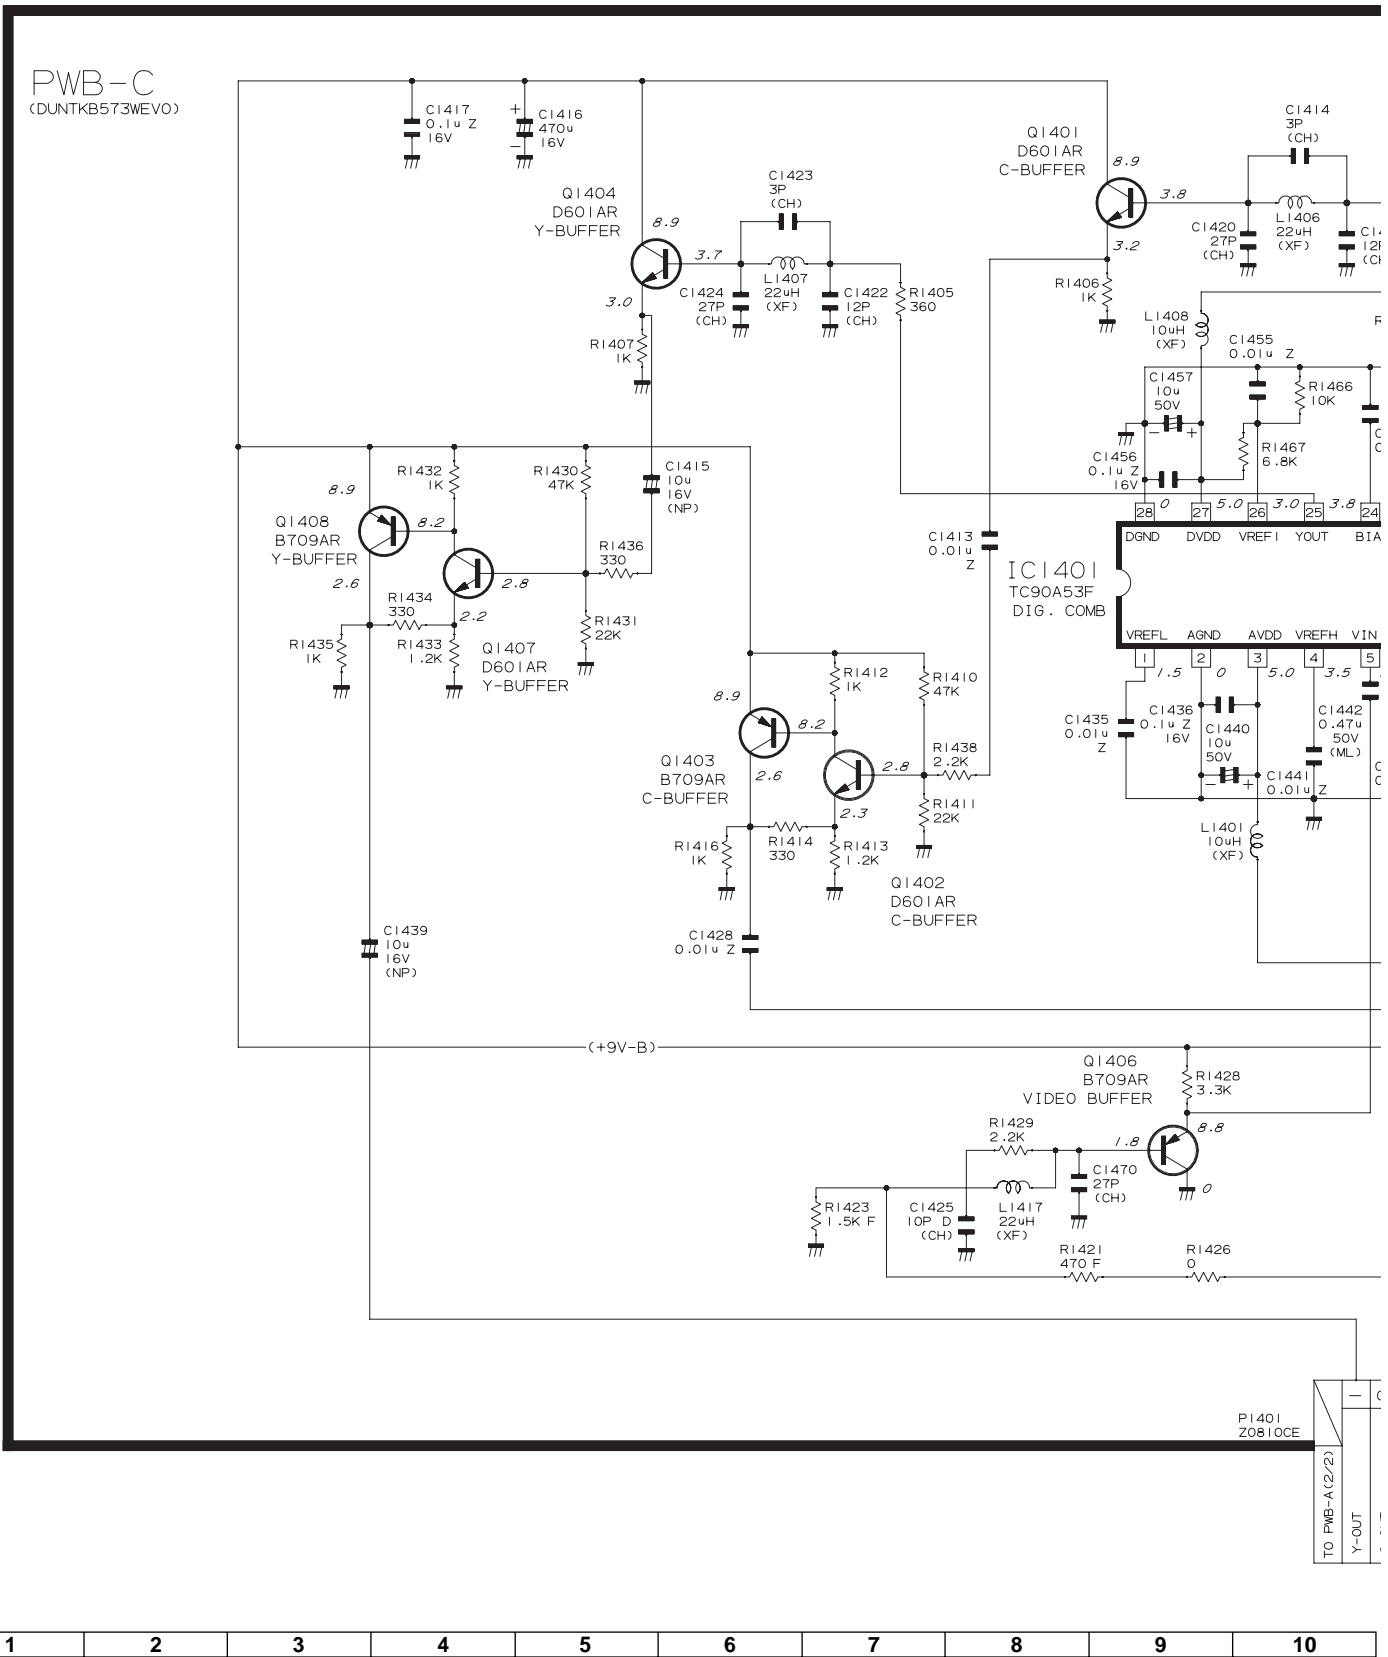 PWB-C
(DUNTKB573WEV0)
C1417
0.1u Z
16V
+
C1416
470u
16V
-
Q1404
D601AR
Y-BUFFER
8.9
3.7
3.0
C1423
3P
(CH)
L1407
22uH
(XF)
C1424
27P
(CH)
C1422
12P
(CH)
R1405
360
R1407
1K
Q1401
D601AR
C-BUFFER
8.9
3.8
3.2
R1406
1K
C1414
3P
(CH)
L1406
22uH
(XF)
C1420
27P
(CH)
L1408
10uH
(XF)
C1455
0.01u Z
C1457
10u
50V
- +
R1466
10K
R1467
6.8K
C1456
0.1u Z
16V
R1432
1K
R1430
47K
C1415
10u
16V
(NP)
8.9
8.2
Q1408
B709AR
Y-BUFFER
2.6
R1436
330
2.8
R1434
330
2.2
R1435
1K
R1433
1.2K
Q1407
D601AR
Y-BUFFER
R1431
22K
C1413
0.01u
Z
IC1401
TC90A53F
DIG. COMB
28 0 27 5.0 26 3.0 25 3.8 24
DGND DVDD VREFI YOUT BIA
VREFL AGND AVDD VREFH VIN
1 1.5 2 0 3 5.0 4 3.5 5
R1412
1K
R1410
47K
8.9
8.2
Q1403
B709AR
C-BUFFER
2.6
R1438
2.2K
2.8
2.3
R1411
22K
R1416
1K
R1414
330
R1413
1.2K
Q1402
D601AR
C-BUFFER
C1435
0.01u
Z
C1436
0.1u Z
16V
C1440
10u
50V
- +
C1441
0.01u Z
C1442
0.47u
50V
(ML)
L1401
10uH
(XF)
C1439
10u
16V
(NP)
C1428
0.01u Z
(+9V-B)
Q1406
B709AR
VIDEO BUFFER
R1428
3.3K
8.8
1.8
0
R1429
2.2K
C1470
27P
(CH)
R1423
1.5K F
C1425
10P D
(CH)
L1417
22uH
(XF)
R1421
470 F
R1426
0
P1401
Z0810CE
TO PWB-A(2/2)
1
Y-OUT
1 2 3 4 5 6 7 8 9 10